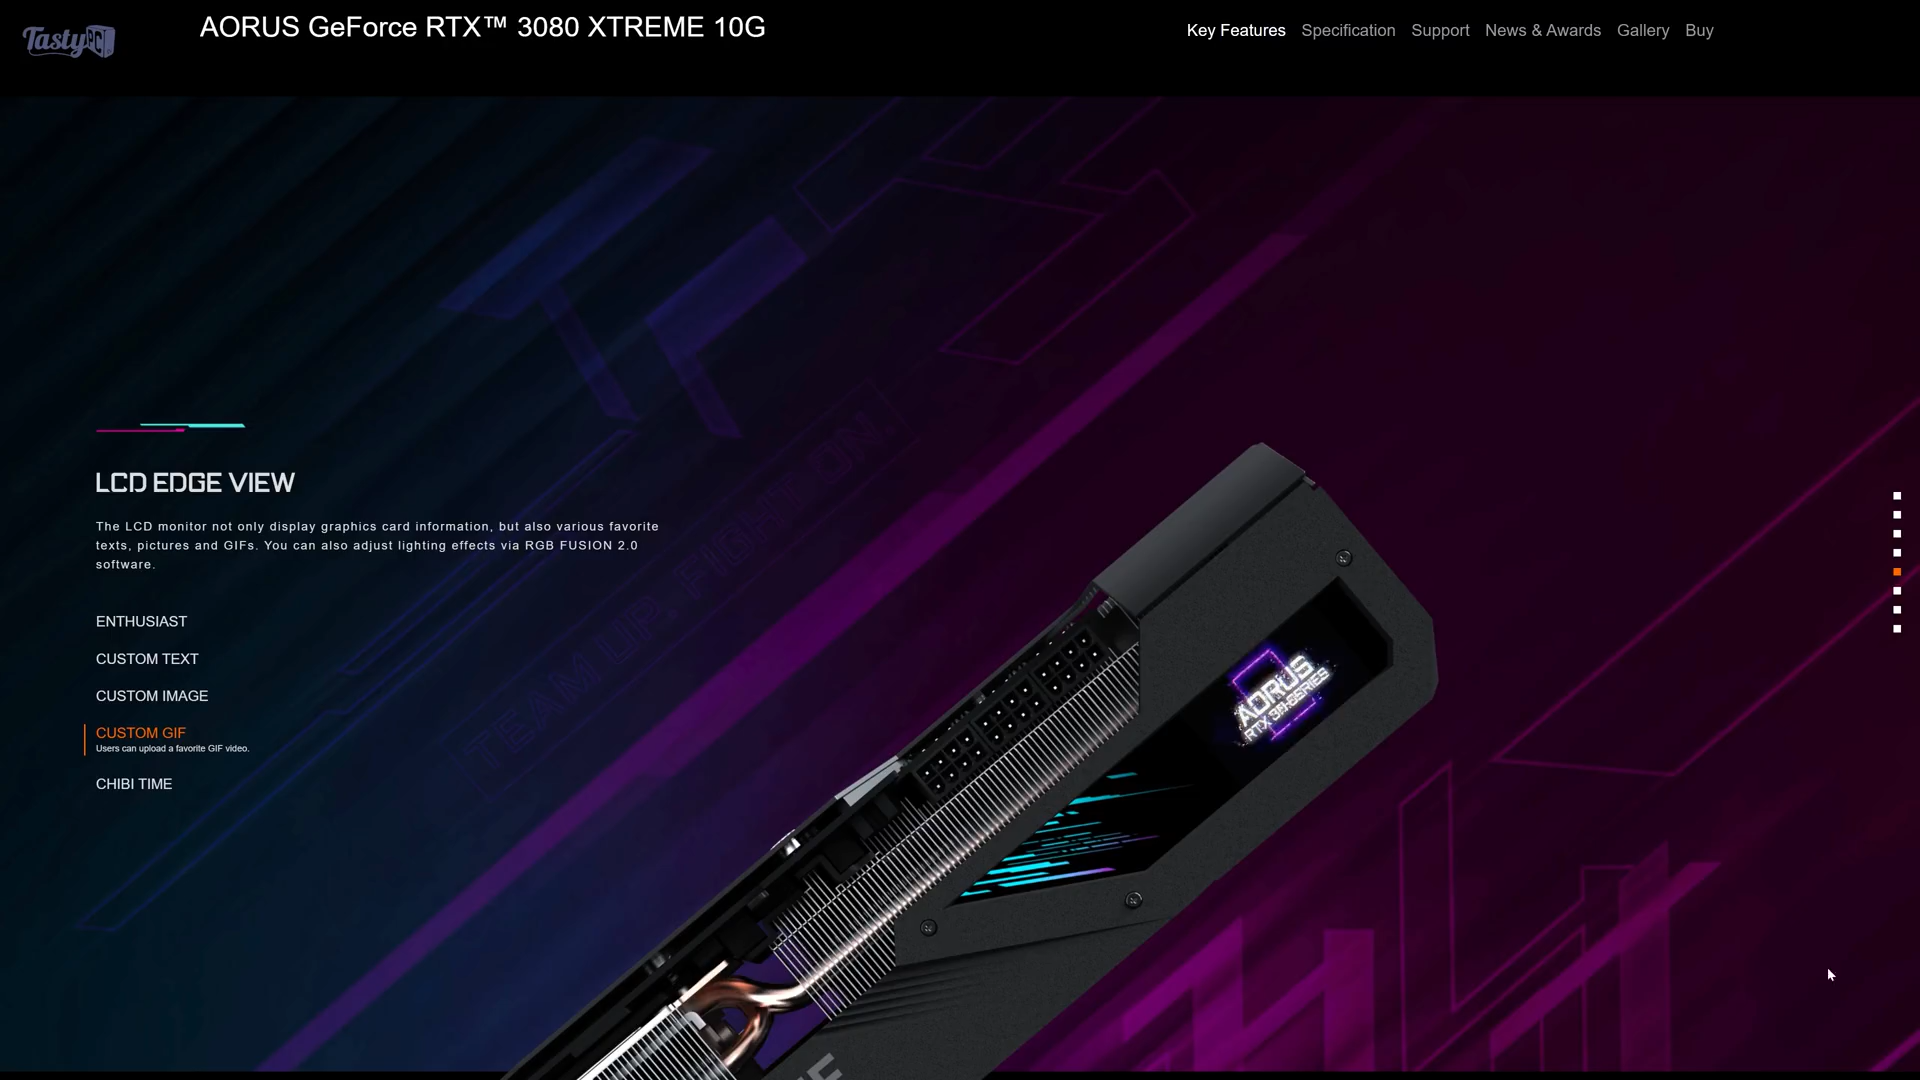 TastyPC
AORUS GeForce RTX™ 3080 XTREME 10G
Key Features
Specification
Support
News & Awards
Gallery
Buy
LCD EDGE VIEW
The LCD monitor not only display graphics card information, but also various favorite
texts, pictures and GIFs. You can also adjust lighting effects via RGB FUSION 2.0
software.
ENTHUSIAST
CUSTOM TEXT
CUSTOM IMAGE
CUSTOM GIF
Users can upload a favorite GIF video.
CHIBI TIME
TEAM UP. FIGHT ON
AORUS
RTX 30 SERIES